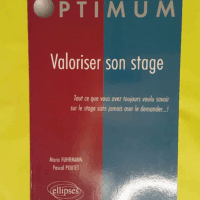 OPTIMUM
Valoriser son stage
Tout ce que vous avez toujours voulu savoir
sur le stage sans jamais oser le demander...!
Marie FUHRMANN
Pascal POUTET
ellipses